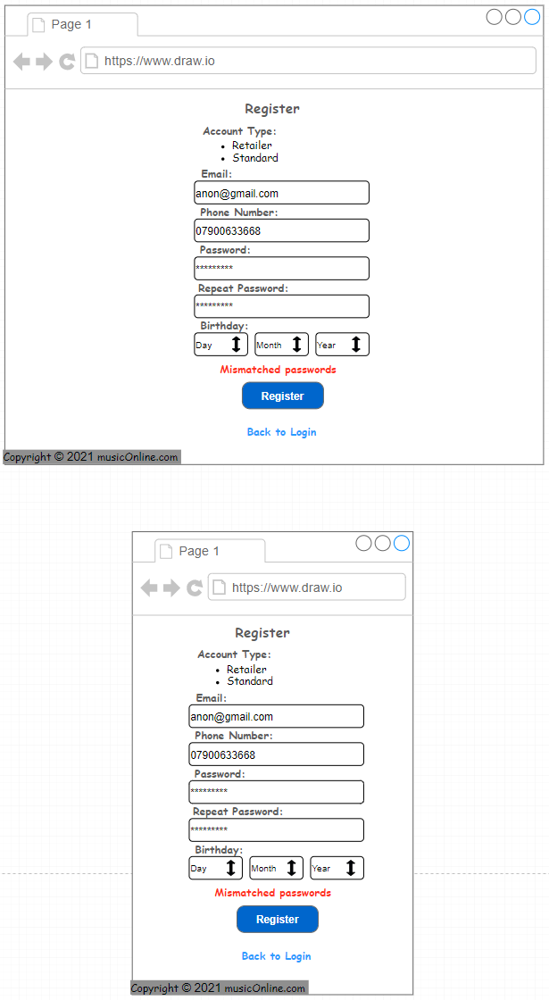 Page 1
https://www.draw.io
Register
Account Type:
Retailer
Standard
Email:
anon@gmail.com
Phone Number:
07900633668
Password:
*********
Repeat Password:
*********
Birthday:
Day Month Year
Mismatched passwords
Register
Back to Login
Copyright © 2021 musicOnline.com
Page 1
https://www.draw.io
Register
Account Type:
Retailer
Standard
Email:
anon@gmail.com
Phone Number:
07900633668
Password:
*********
Repeat Password:
*********
Birthday:
Day Month Year
Mismatched passwords
Register
Back to Login
Copyright © 2021 musicOnline.com